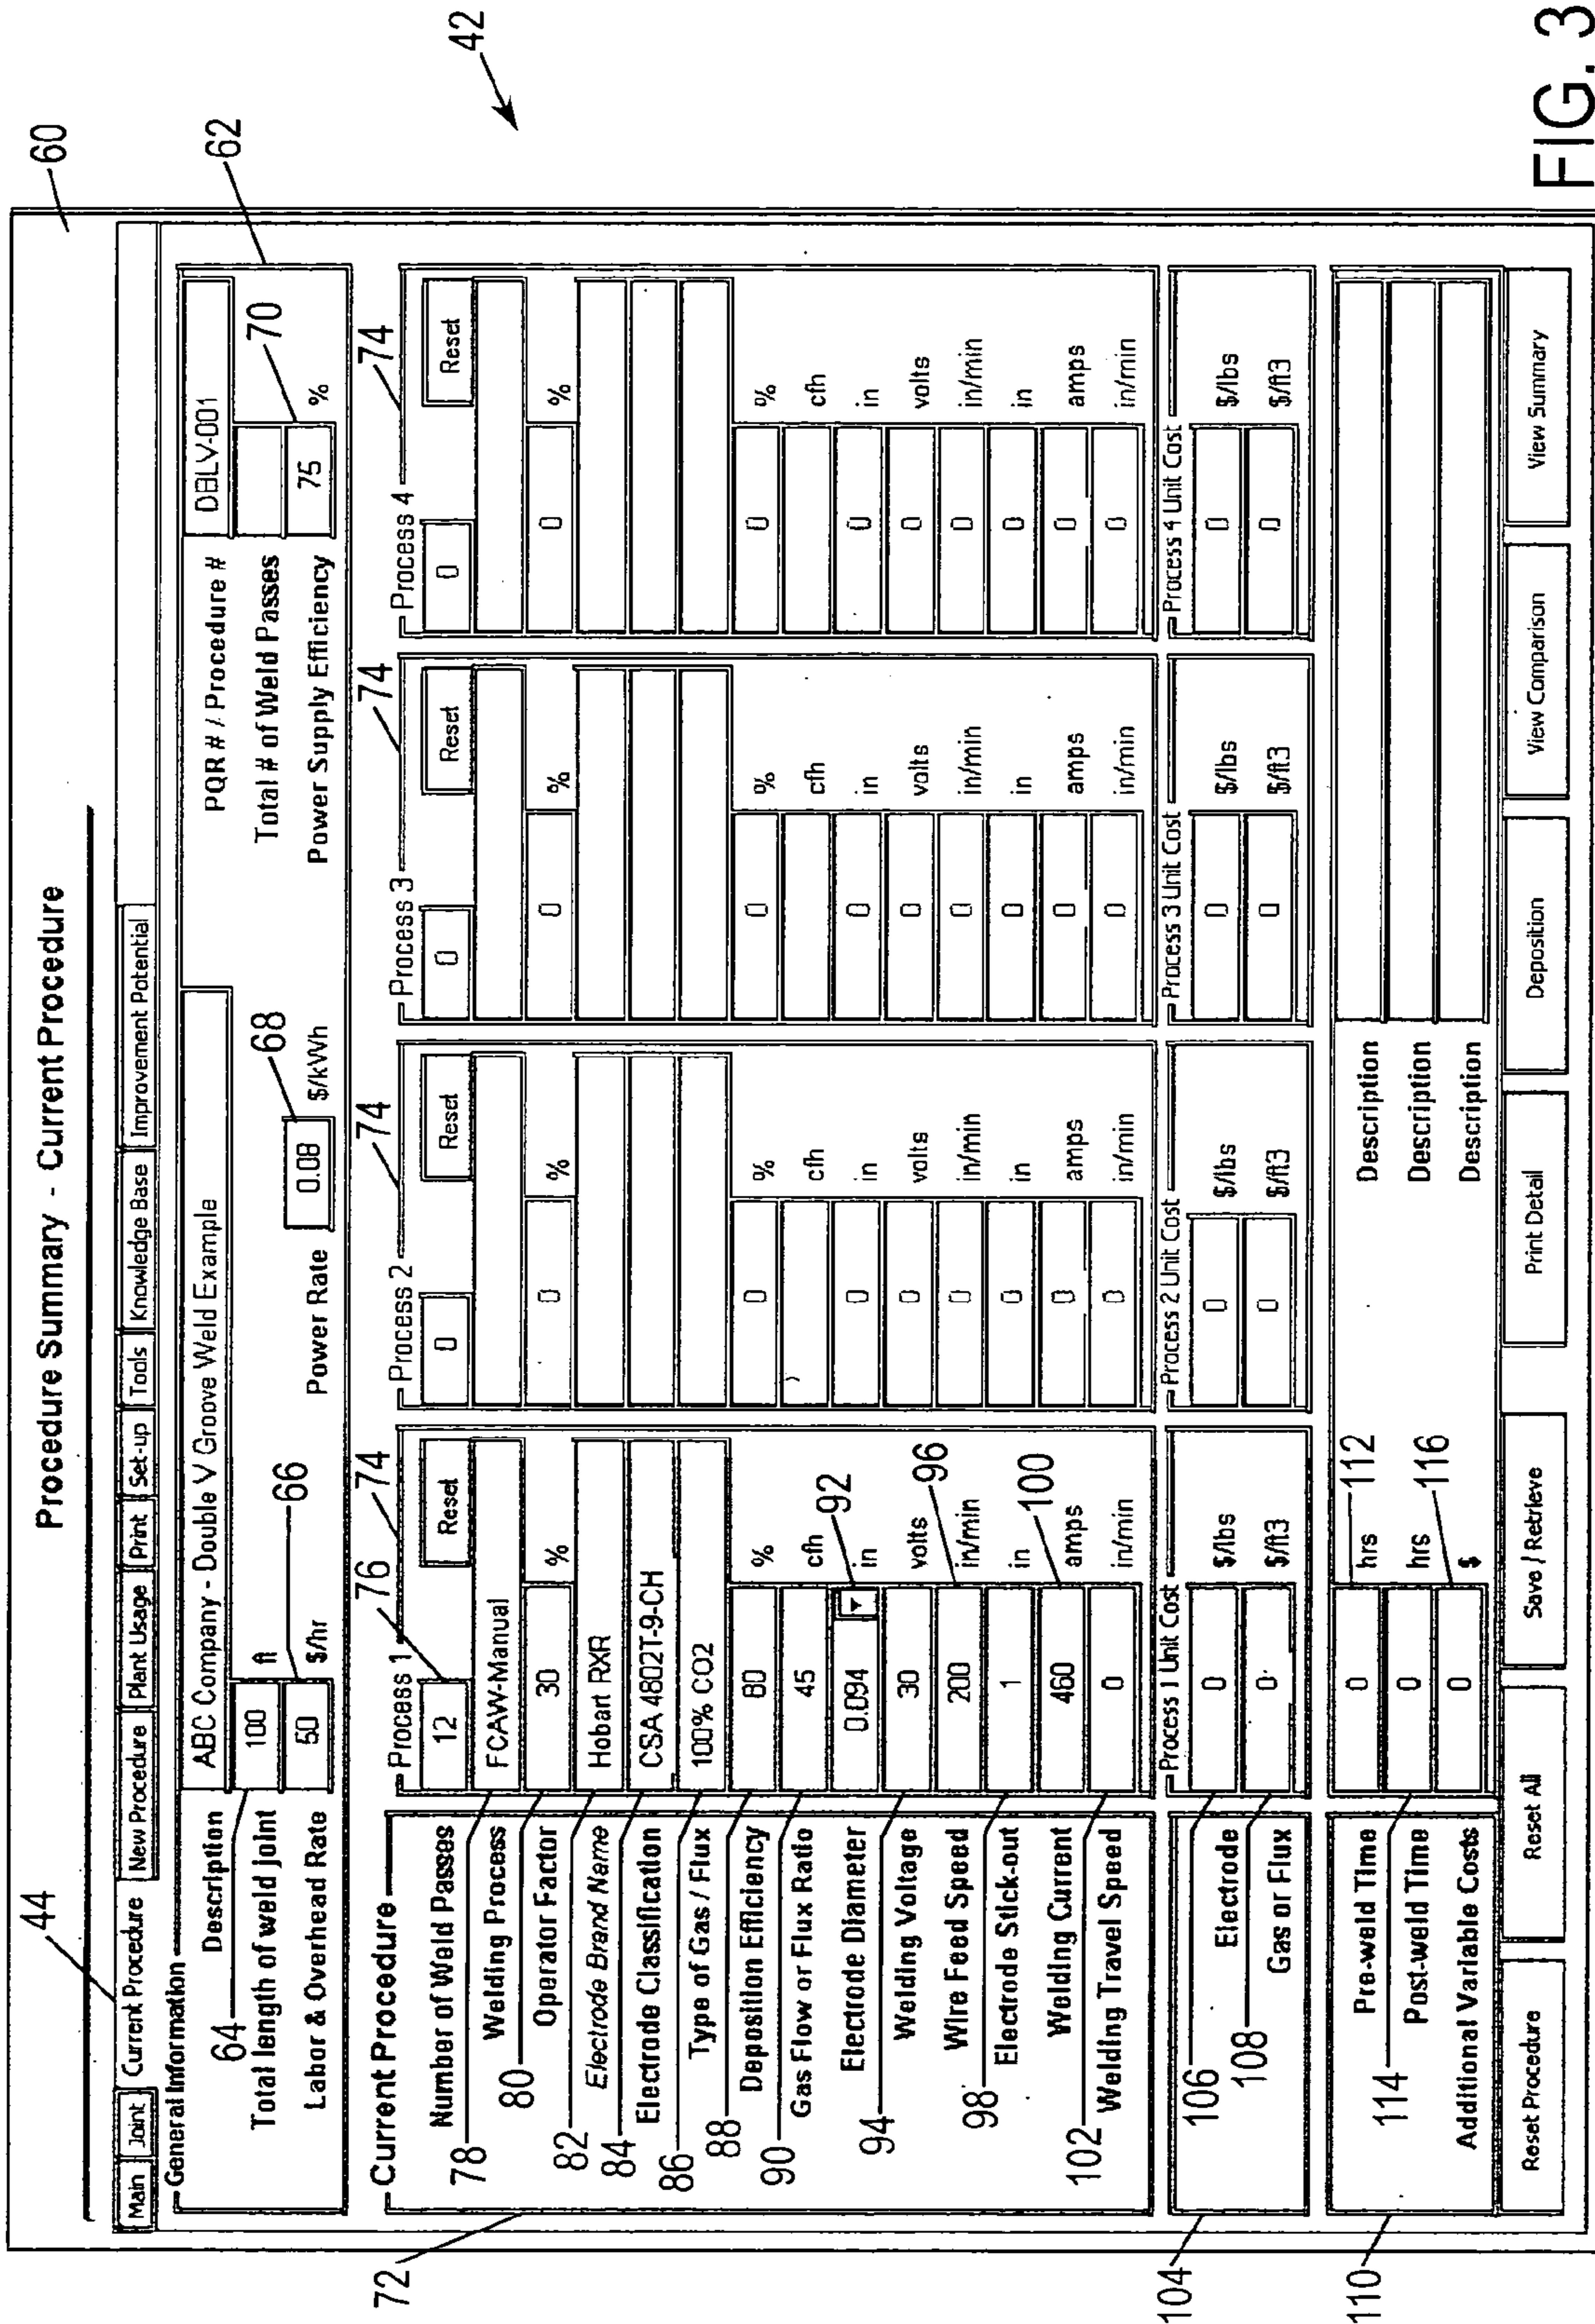 60
Procedure Summary - Current Procedure
44
Main Joint Current Procedure New Procedure Plant Usage Print Set-up Tools Knowledge Base Improvement Potential
General Information
62
Description ABC Company - Double V Groove Weld Example PQR # / Procedure # DBLV-001
64 Total length of weld joint 100 ft Total # of Weld Passes
66 68 70
Labor & Overhead Rate 50 $/hr Power Rate 0.08 $/kWh Power Supply Efficiency 75 %
42
72 76 74 74 74 74
Current Procedure Process 1 Process 2 Process 3 Process 4
Number of Weld Passes 12 Reset 0 Reset 0 Reset 0 Reset
78 Welding Process FCAW-Manual
80 Operator Factor 30 % 0 % 0 % 0 %
82 Electrode Brand Name Hobart RXR
84 Electrode Classification CSA 4802T-9-CH
86 Type of Gas / Flux 100% CO2
88 Deposition Efficiency 80 % 0 % 0 % 0 %
90 Gas Flow or Flux Ratio 45 cfh cfh cfh cfh
Electrode Diameter 0.094 in 92 0 in 0 in 0 in
94 Welding Voltage 30 volts 0 volts 0 volts 0 volts
Wire Feed Speed 200 in/min 96 0 in/min 0 in/min 0 in/min
98 Electrode Stick-out 1 in 0 in 0 in 0 in
Welding Current 460 amps 100 0 amps 0 amps 0 amps
102 Welding Travel Speed 0 in/min 0 in/min 0 in/min 0 in/min
104 Process 1 Unit Cost Process 2 Unit Cost Process 3 Unit Cost Process 4 Unit Cost
106 Electrode 0 $/lbs 0 $/lbs 0 $/lbs 0 $/lbs
108 Gas or Flux 0 $/ft3 0 $/ft3 0 $/ft3 0 $/ft3
110
Pre-weld Time 0 hrs 112 Description
114 Post-weld Time 0 hrs Description
Additional Variable Costs 0 $ 116 Description
Reset Procedure Reset All Save / Retrieve Print Detail Deposition View Comparison View Summary
FIG. 3